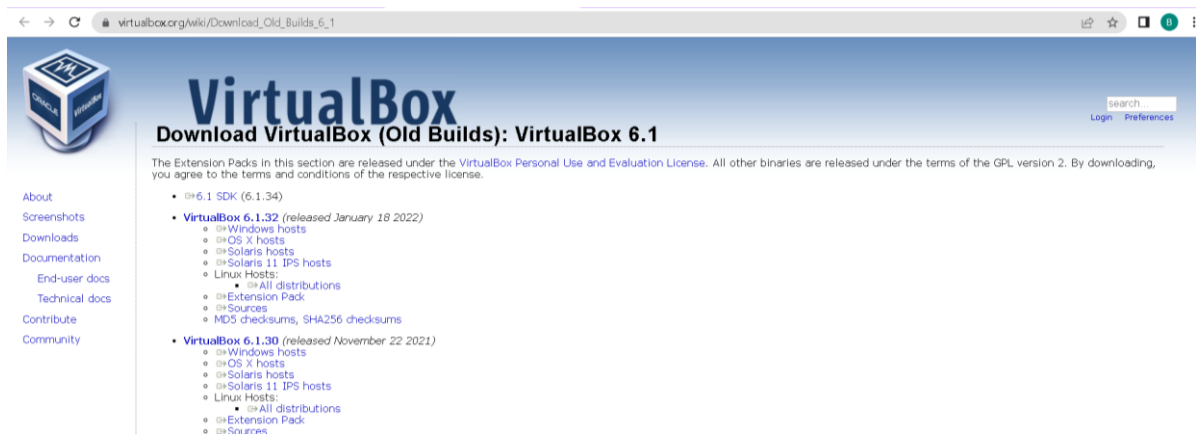 virtualbox.org/wiki/Download_Old_Builds_6_1
B
ORACLE
VirtualBox
VirtualBox
search...
Login Preferences
Download VirtualBox (Old Builds): VirtualBox 6.1
The Extension Packs in this section are released under the VirtualBox Personal Use and Evaluation License. All other binaries are released under the terms of the GPL version 2. By downloading,
you agree to the terms and conditions of the respective license.
About
Screenshots
Downloads
Documentation
End-user docs
Technical docs
Contribute
Community
6.1 SDK (6.1.34)
VirtualBox 6.1.32 (released January 18 2022)
Windows hosts
OS X hosts
Solaris hosts
Solaris 11 IPS hosts
Linux Hosts:
All distributions
Extension Pack
Sources
MD5 checksums, SHA256 checksums
VirtualBox 6.1.30 (released November 22 2021)
Windows hosts
OS X hosts
Solaris hosts
Solaris 11 IPS hosts
Linux Hosts:
All distributions
Extension Pack
Sources